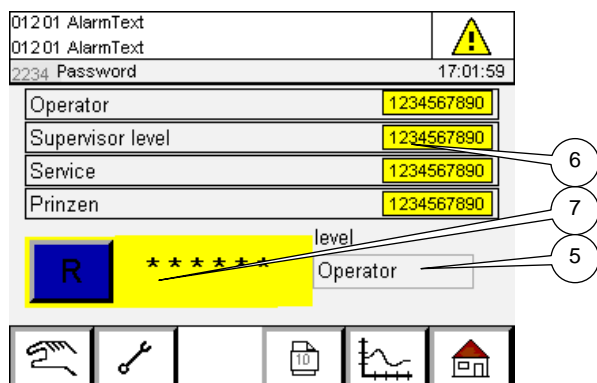 01201 AlarmText
01201 AlarmText
2234 Password 17:01:59
Operator 1234567890
Supervisor level 1234567890
Service 1234567890
Prinzen 1234567890
level
R ****** Operator
10
6
7
5